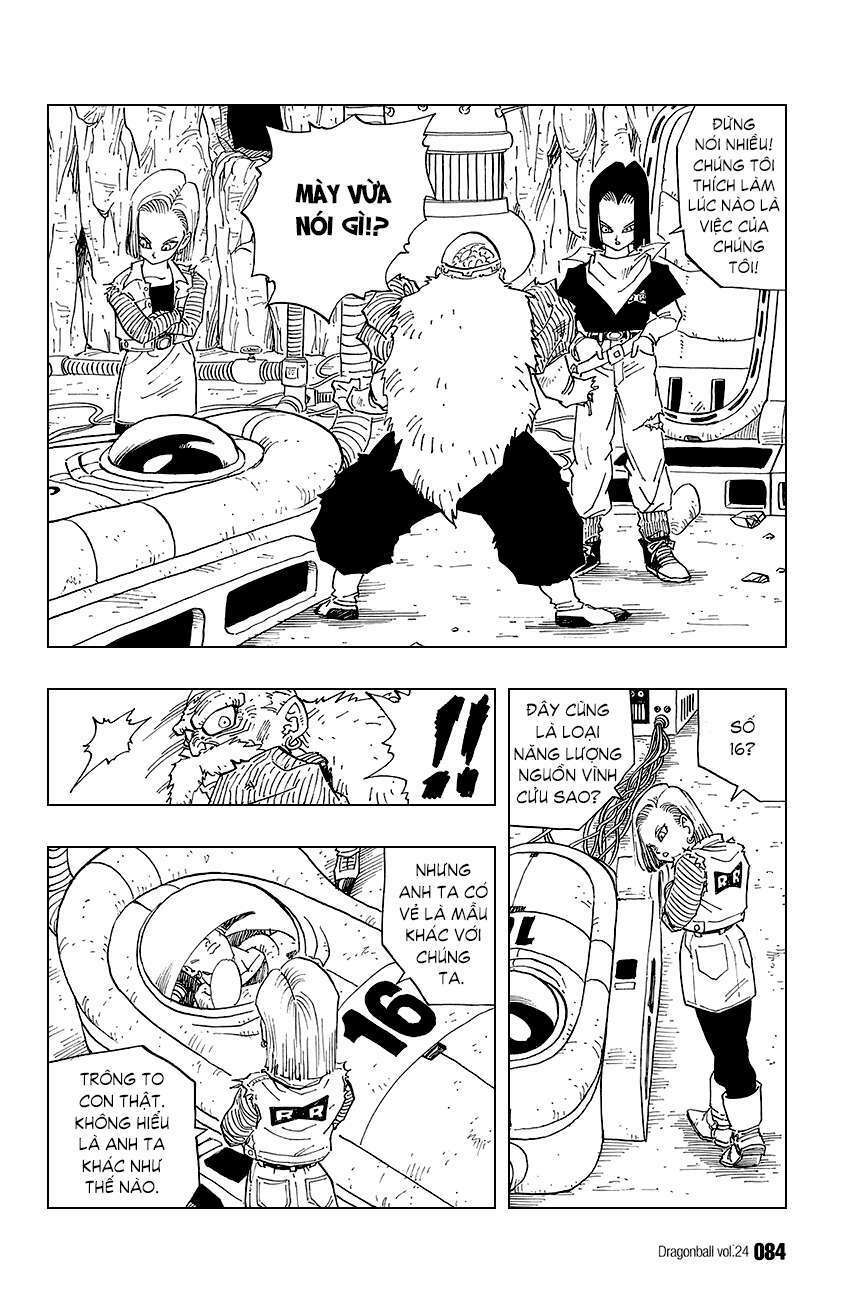 ĐỪNG
NÓI NHIỀU!
CHÚNG TÔI
THÍCH LÀM
LÚC NÀO LÀ
VIỆC CỦA
CHÚNG
TÔI!
MÀY VỪA
NÓI GÌ!?
SỐ
16?
ĐÂY CŨNG
LÀ LOẠI
NĂNG LƯỢNG
NGUỒN VĨNH
CỬU SAO?
RR
16
!!
NHƯNG
ANH TA CÓ
VẺ LÀ MẪU
KHÁC VỚI
CHÚNG
TA.
16
RR
TRÔNG TO
CON THẬT.
KHÔNG HIỂU
LÀ ANH TA
KHÁC NHƯ
THẾ NÀO.
Dragonball vol.24 084